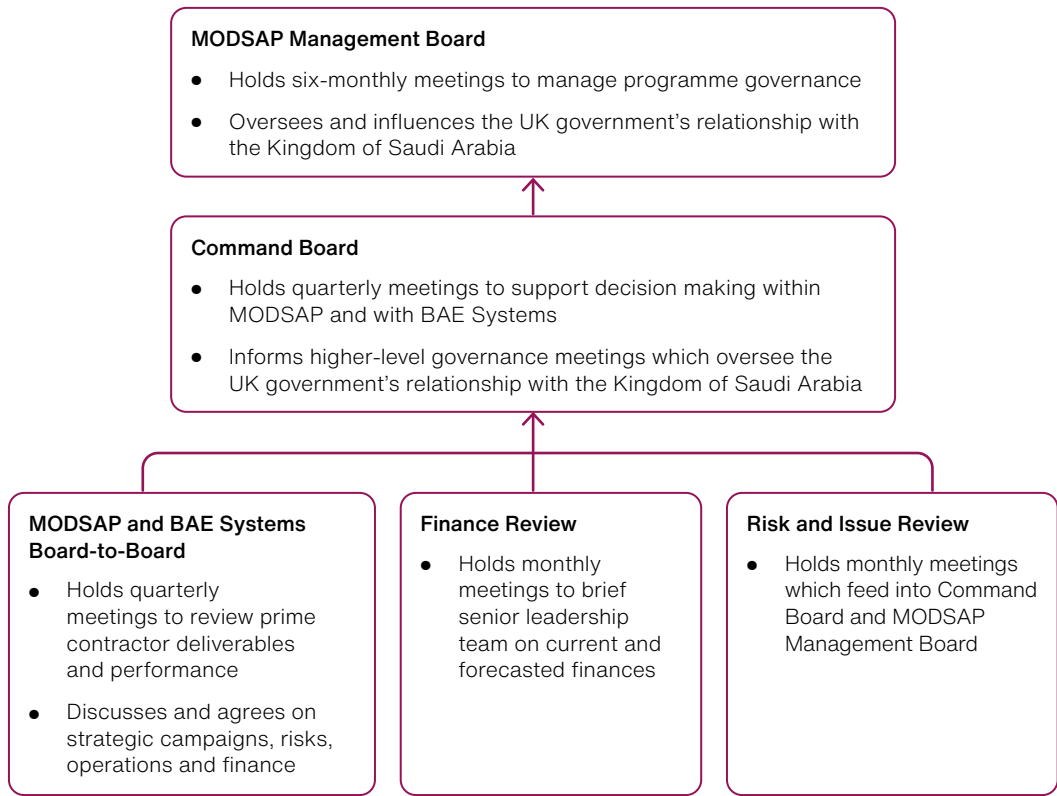 MODSAP Management Board
● Holds six-monthly meetings to manage programme governance
● Oversees and influences the UK government’s relationship with
the Kingdom of Saudi Arabia
Command Board
● Holds quarterly meetings to support decision making within
MODSAP and with BAE Systems
● Informs higher-level governance meetings which oversee the
UK government’s relationship with the Kingdom of Saudi Arabia
MODSAP and BAE Systems
Board-to-Board
● Holds quarterly
meetings to review prime
contractor deliverables
and performance
● Discusses and agrees on
strategic campaigns, risks,
operations and finance
Finance Review
● Holds monthly
meetings to brief
senior leadership
team on current and
forecasted finances
Risk and Issue Review
● Holds monthly meetings
which feed into Command
Board and MODSAP
Management Board